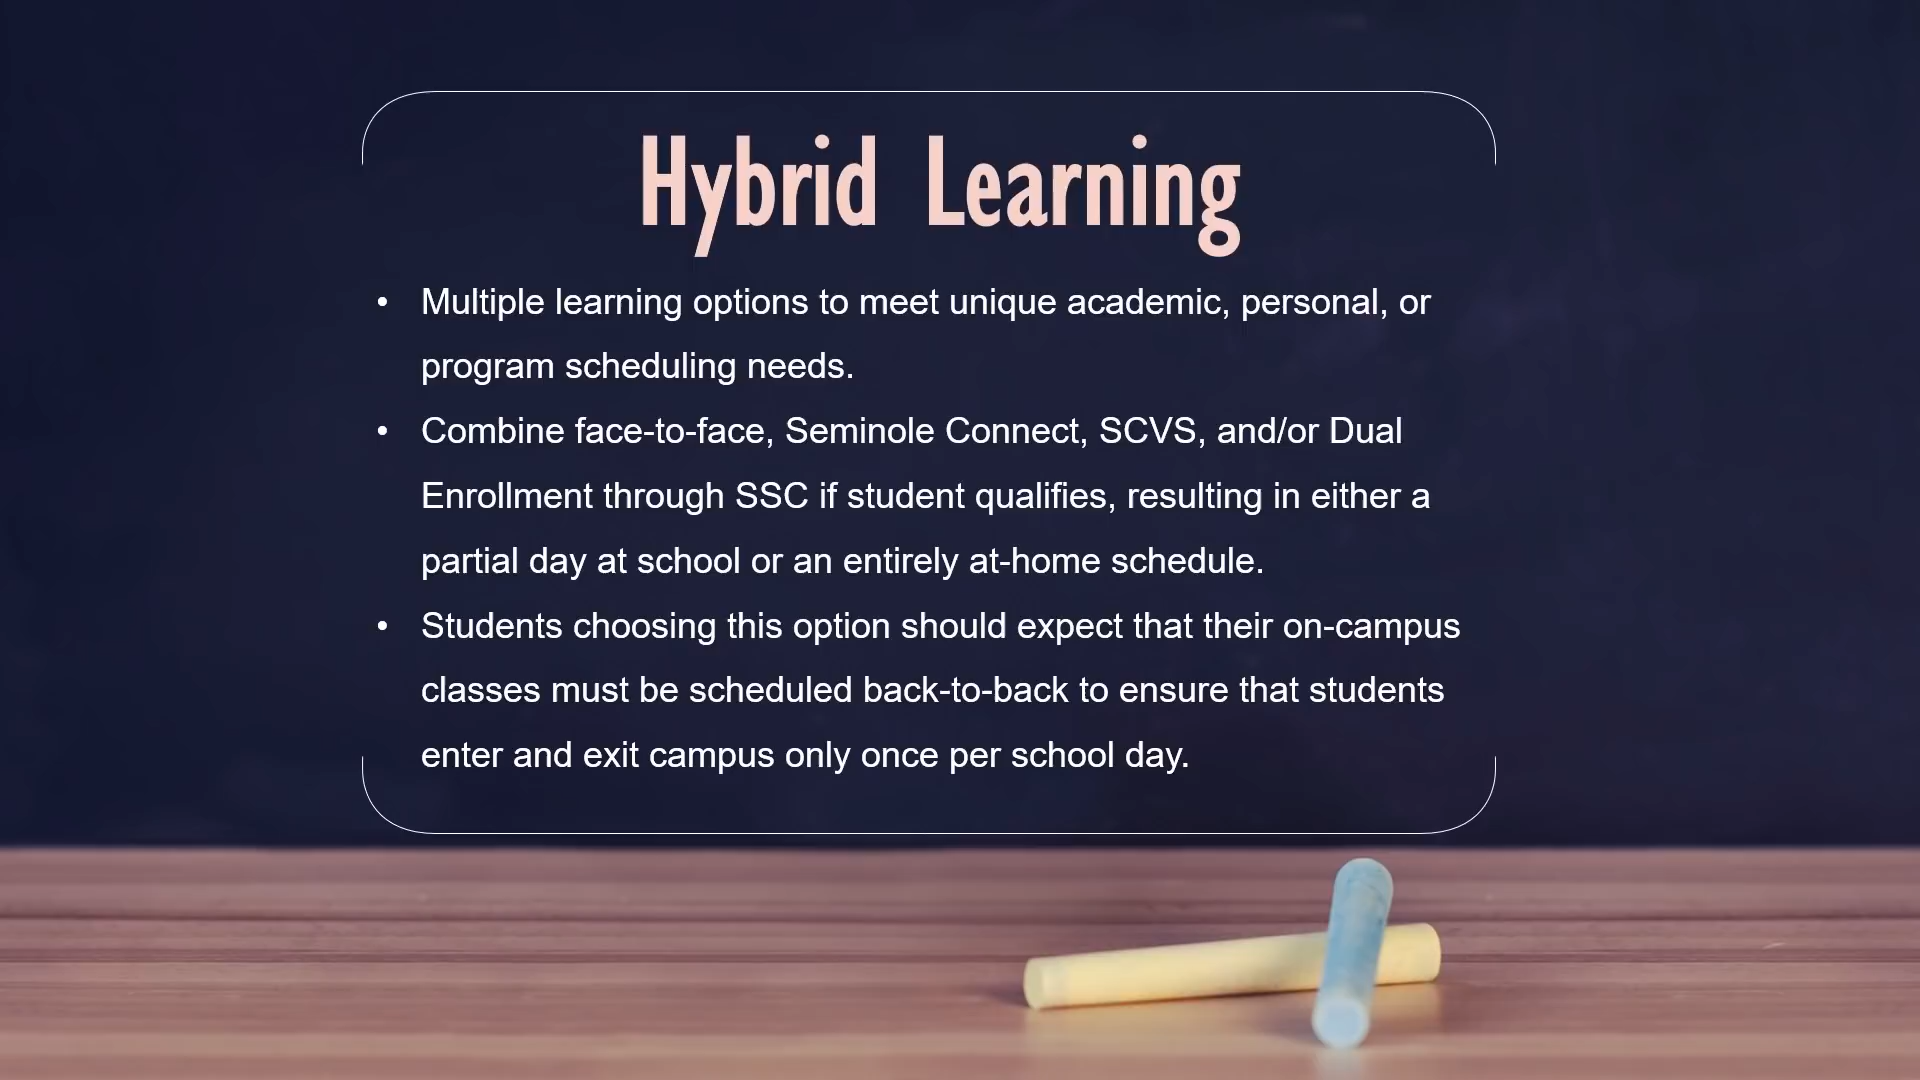 Hybrid Learning
• Multiple learning options to meet unique academic, personal, or
program scheduling needs.
• Combine face-to-face, Seminole Connect, SCVS, and/or Dual
Enrollment through SSC if student qualifies, resulting in either a
partial day at school or an entirely at-home schedule.
• Students choosing this option should expect that their on-campus
classes must be scheduled back-to-back to ensure that students
enter and exit campus only once per school day.